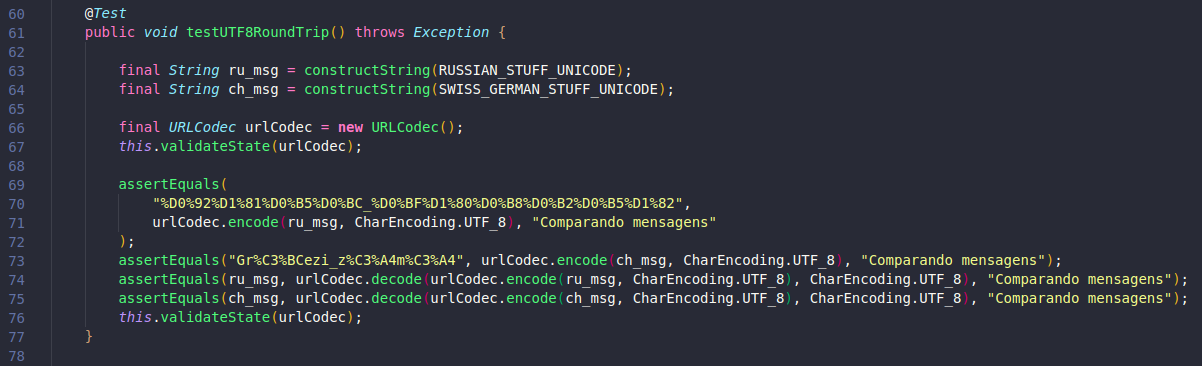 60 @Test
61 public void testUTF8RoundTrip() throws Exception {
62
63 final String ru_msg = constructString(RUSSIAN_STUFF_UNICODE);
64 final String ch_msg = constructString(SWISS_GERMAN_STUFF_UNICODE);
65
66 final URLCodec urlCodec = new URLCodec();
67 this.validateState(urlCodec);
68
69 assertEquals(
70 "%D0%92%D1%81%D0%B5%D0%BC_%D0%BF%D1%80%D0%B8%D0%B2%D0%B5%D1%82",
71 urlCodec.encode(ru_msg, CharEncoding.UTF_8), "Comparando mensagens"
72 );
73 assertEquals("Gr%C3%BCezi_z%C3%A4m%C3%A4", urlCodec.encode(ch_msg, CharEncoding.UTF_8), "Comparando mensagens");
74 assertEquals(ru_msg, urlCodec.decode(urlCodec.encode(ru_msg, CharEncoding.UTF_8), CharEncoding.UTF_8), "Comparando mensagens");
75 assertEquals(ch_msg, urlCodec.decode(urlCodec.encode(ch_msg, CharEncoding.UTF_8), CharEncoding.UTF_8), "Comparando mensagens");
76 this.validateState(urlCodec);
77 }
78